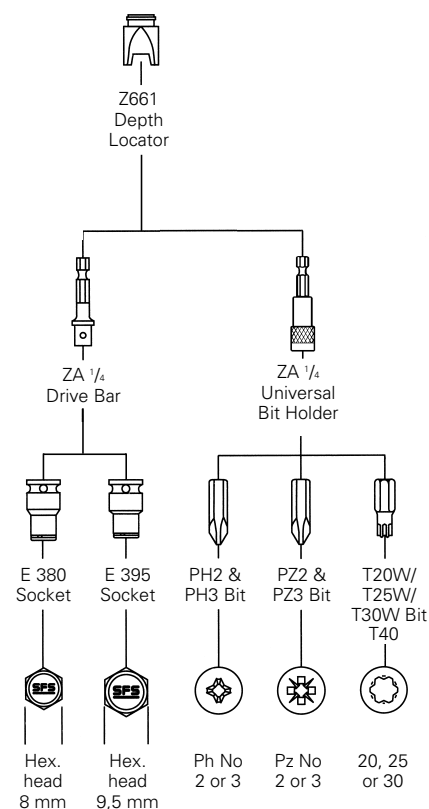 Z661
Depth
Locator
ZA 1/4
Drive Bar
ZA 1/4
Universal
Bit Holder
E 380
Socket
E 395
Socket
PH2 &
PH3 Bit
PZ2 &
PZ3 Bit
T20W/
T25W/
T30W Bit
T40
SFS
SFS
Hex.
head
8 mm
Hex.
head
9,5 mm
Ph No
2 or 3
Pz No
2 or 3
20, 25
or 30